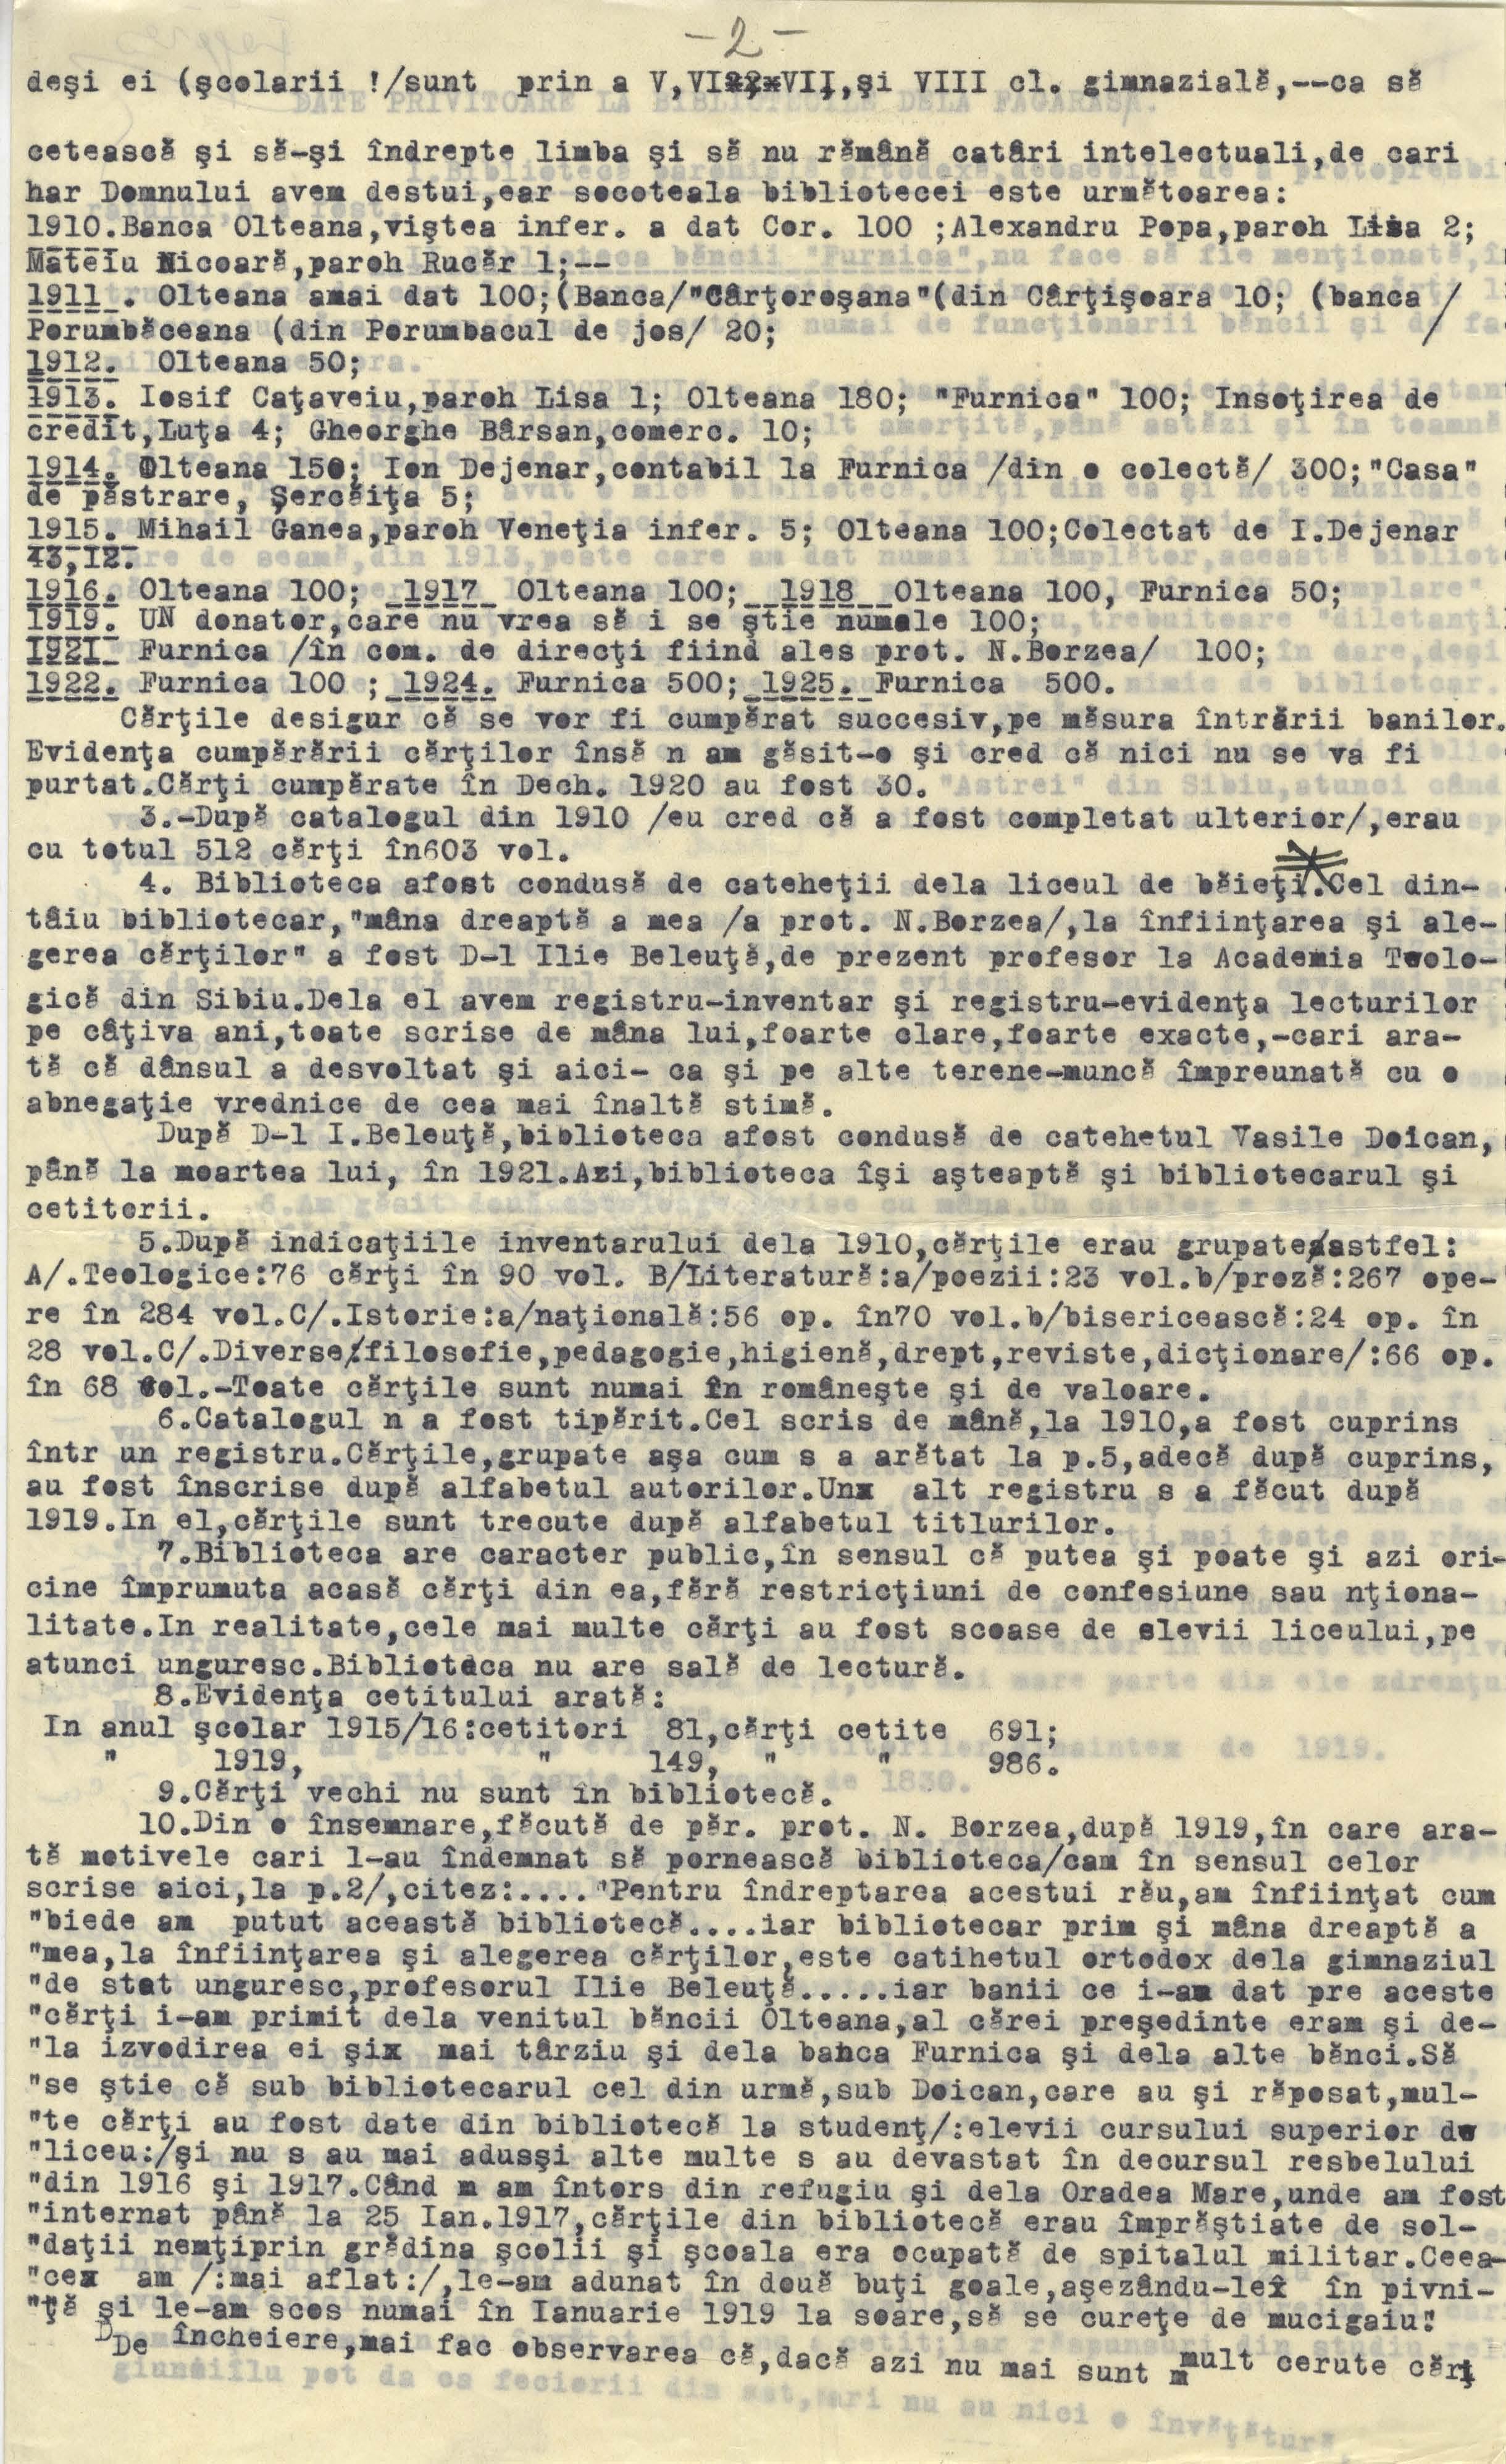 -2-
deşi ei (şcolarii !/sunt prin a V,VI VII,şi VIII cl. gimnazială,--ca să
cetească şi să-şi îndrepte limba şi să nu rămână catâri intelectuali,de cari
har Domnului avem destui,ear socoteala bibliotecei este următoarea:
1910.Banca Olteana,viştea infer. a dat Cor. 100 ;Alexandru Popa,paroh Lisa 2;
Mateiu Nicoară,paroh Rucăr 1;--
1911 . Olteana amai dat 100;(Banca/"Cârţoroşana"(din Cârţişoara 10; (banca /
Porumbăceana (din Porumbacul de jos/ 20;
1912. Olteana 50;
1913. Iosif Caţaveiu,paroh Lisa 1; Olteana 180; "Furnica" 100; Insoţirea de
credit,Luţa 4; Gheorghe Bârsan,comerc. 10;
1914. Olteana 150; Ion Dejenar,contabil la Furnica /din o colectă/ 300;"Casa"
de păstrare, Şercăiţa 5;
1915. Mihail Ganea,paroh Veneţia infer. 5; Olteana 100;Colectat de I.Dejenar
43,12.
1916. Olteana 100; 1917 Olteana 100; 1918 Olteana 100, Furnica 50;
1919. UN donator,care nu vrea să i se ştie numele 100;
1921 Furnica /în com. de direcţi fiind ales prot. N.Borzea/ 100;
1922. Furnica 100 ; 1924. Furnica 500; 1925. Furnica 500.
Cărţile desigur că se vor fi cumpărat succesiv,pe măsura întrării banilor.
Evidenţa cumpărării cărţilor însă n am găsit-o şi cred că nici nu se va fi
purtat.Cărţi cumpărate în Dech. 1920 au fost 30.
3.-După catalogul din 1910 /eu cred că a fost completat ulterior/,erau
cu totul 512 cărţi în603 vol.
4. Biblioteca afost condusă de cateheţii dela liceul de băieţi.Cel din-
tâiu bibliotecar,"mâna dreaptă a mea /a prot. N.Borzea/,la înfiinţarea şi ale-
gerea cărţilor" a fost D-l Ilie Beleuţă,de prezent profesor la Academia Teolo-
gică din Sibiu.Dela el avem registru-inventar şi registru-evidenţa lecturilor
pe câţiva ani,toate scrise de mâna lui,foarte clare,foarte exacte,-cari ara-
tă că dânsul a desvoltat şi aici- ca şi pe alte terene-muncă împreunată cu o
abnegaţie vrednice de cea mai înaltă stimă.
După D-l I.Beleuţă,biblioteca afost condusă de catehetul Vasile Doican,
până la moartea lui, în 1921.Azi,biblioteca îşi aşteaptă şi bibliotecarul şi
cetitorii.
5.După indicaţiile inventarului dela 1910,cărţile erau grupate astfel:
A/.Teologice:76 cărţi în 90 vol. B/Literatură:a/poezii:23 vol.b/proză:267 ope-
re în 284 vol.C/.Istorie:a/naţională:56 op. în70 vol.b/bisericească:24 op. în
28 vol.C/.Diverse/filosofie,pedagogie,higienă,drept,reviste,dicţionare/:66 op.
în 68 vol.-Toate cărţile sunt numai în româneşte şi de valoare.
6.Catalogul n a fost tipărit.Cel scris de mână,la 1910,a fost cuprins
într un registru.Cărţile,grupate aşa cum s a arătat la p.5,adecă după cuprins,
au fost înscrise după alfabetul autorilor.Unx alt registru s a făcut după
1919.In el,cărţile sunt trecute după alfabetul titlurilor.
7.Biblioteca are caracter public,în sensul că putea şi poate şi azi ori-
cine împrumuta acasă cărţi din ea,fără restricţiuni de confesiune sau nţiona-
litate.In realitate,cele mai multe cărţi au fost scoase de elevii liceului,pe
atunci unguresc.Biblioteca nu are sală de lectură.
8.Evidenţa cetitului arată:
In anul şcolar 1915/16:cetitori 81,cărţi cetite 691;
" 1919, " 149, " " 986.
9.Cărţi vechi nu sunt în bibliotecă.
10.Din o însemnare,făcută de păr. prot. N. Borzea,după 1919,în care ara-
tă motivele cari l-au îndemnat să pornească biblioteca/cam în sensul celor
scrise aici,la p.2/,citez:...."Pentru îndreptarea acestui rău,am înfiinţat cum
"biede am putut această bibliotecă....iar bibliotecar prim şi mâna dreaptă a
"mea,la înfiinţarea şi alegerea cărţilor,este catihetul ortodox dela gimnaziul
"de stat unguresc,profesorul Ilie Beleuţă.....iar banii ce i-am dat pre aceste
"cărţi i-am primit dela venitul băncii Olteana,al cărei preşedinte eram şi de-
"la izvodirea ei şix mai târziu şi dela banca Furnica şi dela alte bănci.Să
"se ştie că sub bibliotecarul cel din urmă,sub Doican,care au şi răposat,mul-
"te cărţi au fost date din bibliotecă la studenţ/:elevii cursului superior de
"liceu:/şi nu s au mai adusşi alte multe s au devastat în decursul resbelului
"din 1916 şi 1917.Când m am întors din refugiu şi dela Oradea Mare,unde am fost
"internat până la 25 Ian.1917,cărţile din bibliotecă erau împrăştiate de sol-
"daţii nemţiprin grădina şcolii şi şcoala era ocupată de spitalul militar.Ceea-
"cex am /:mai aflat:/,le-am adunat în două buţi goale,aşezându-le în pivni-
"ţă şi le-am scos numai în Ianuarie 1919 la soare,să se cureţe de mucigaiu."
De încheiere,mai fac observarea că,dacă azi nu mai sunt mult cerute cărţ